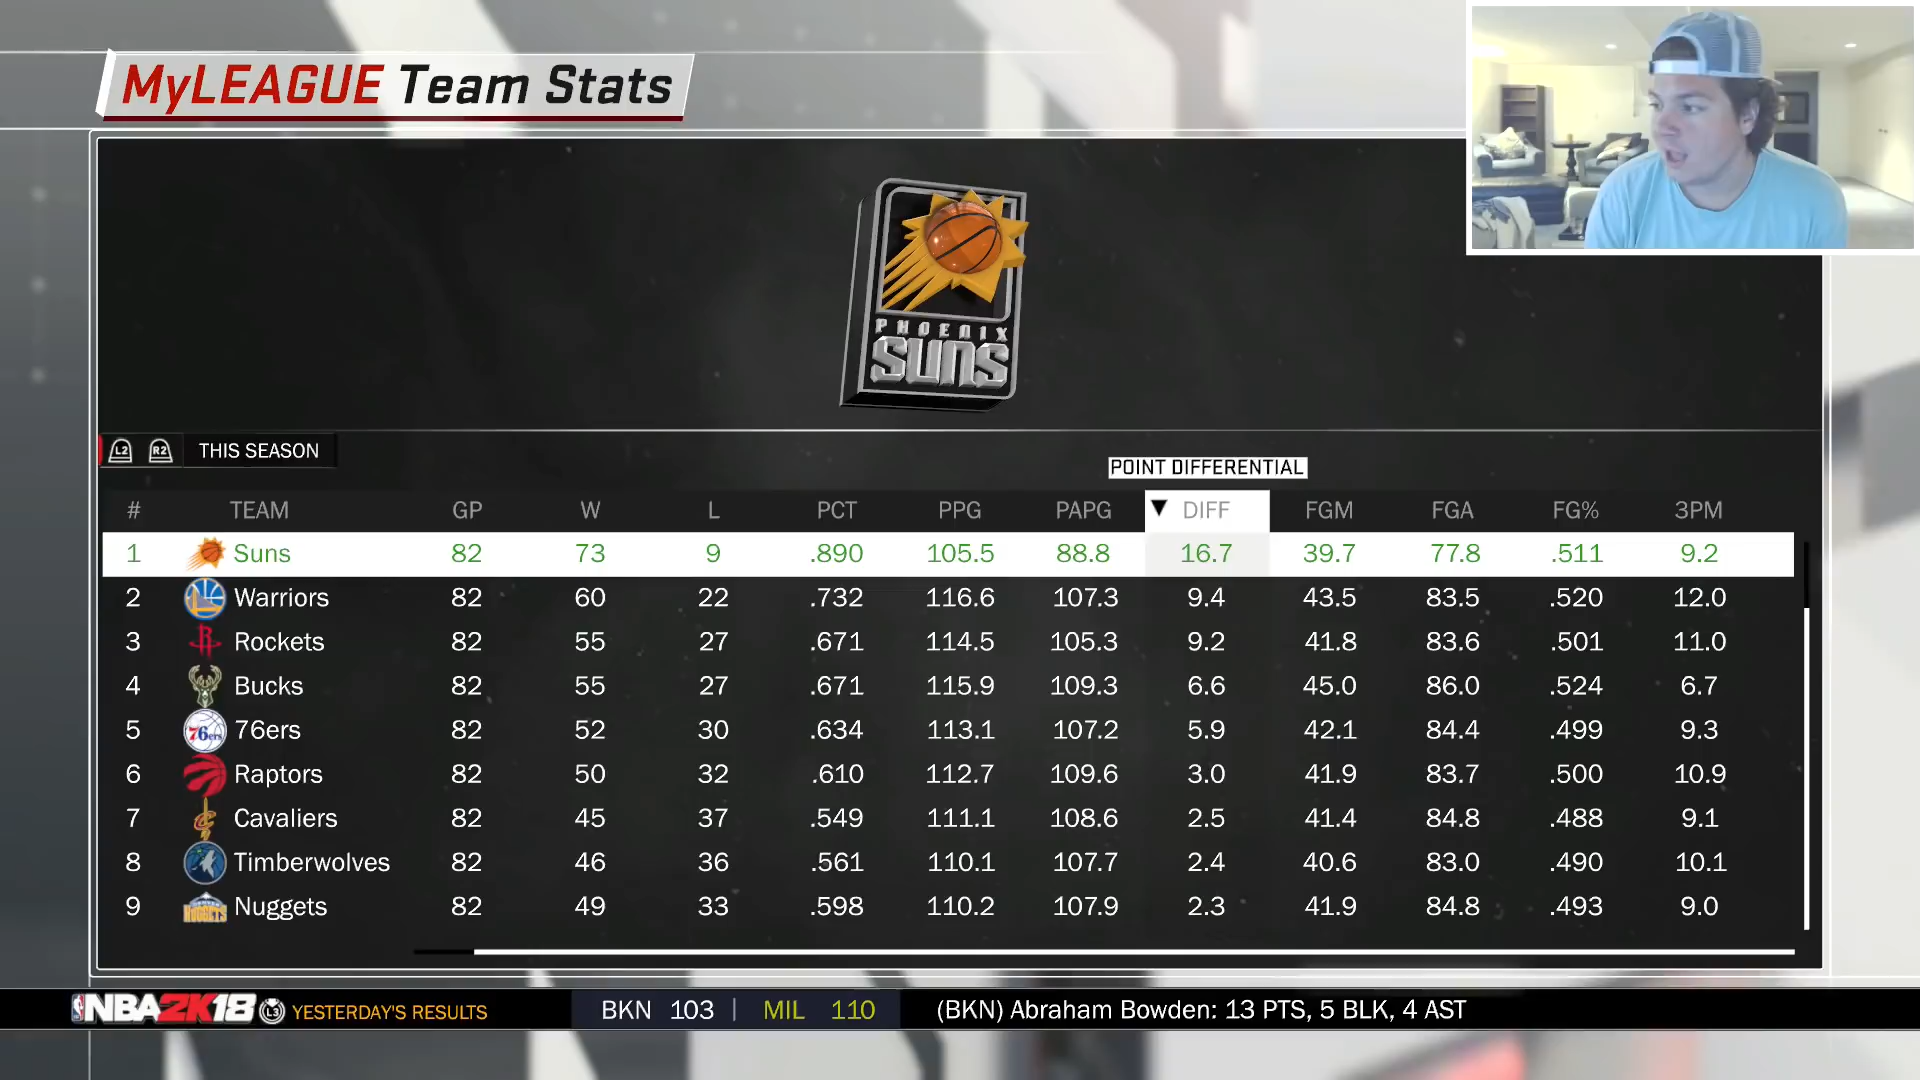 MyLEAGUE Team Stats
PHOENIX
SUNS
L2 R2 THIS SEASON
POINT DIFFERENTIAL
# TEAM GP W L PCT PPG PAPG ▼ DIFF FGM FGA FG% 3PM
1 Suns 82 73 9 .890 105.5 88.8 16.7 39.7 77.8 .511 9.2
2 Warriors 82 60 22 .732 116.6 107.3 9.4 43.5 83.5 .520 12.0
3 Rockets 82 55 27 .671 114.5 105.3 9.2 41.8 83.6 .501 11.0
4 Bucks 82 55 27 .671 115.9 109.3 6.6 45.0 86.0 .524 6.7
5 76ers 76ers 82 52 30 .634 113.1 107.2 5.9 42.1 84.4 .499 9.3
6 Raptors 82 50 32 .610 112.7 109.6 3.0 41.9 83.7 .500 10.9
7 Cavaliers 82 45 37 .549 111.1 108.6 2.5 41.4 84.8 .488 9.1
8 Timberwolves 82 46 36 .561 110.1 107.7 2.4 40.6 83.0 .490 10.1
9 NUGGETS Nuggets 82 49 33 .598 110.2 107.9 2.3 41.9 84.8 .493 9.0
NBA 2K18 L3 YESTERDAY'S RESULTS BKN 103 | MIL 110 (BKN) Abraham Bowden: 13 PTS, 5 BLK, 4 AST